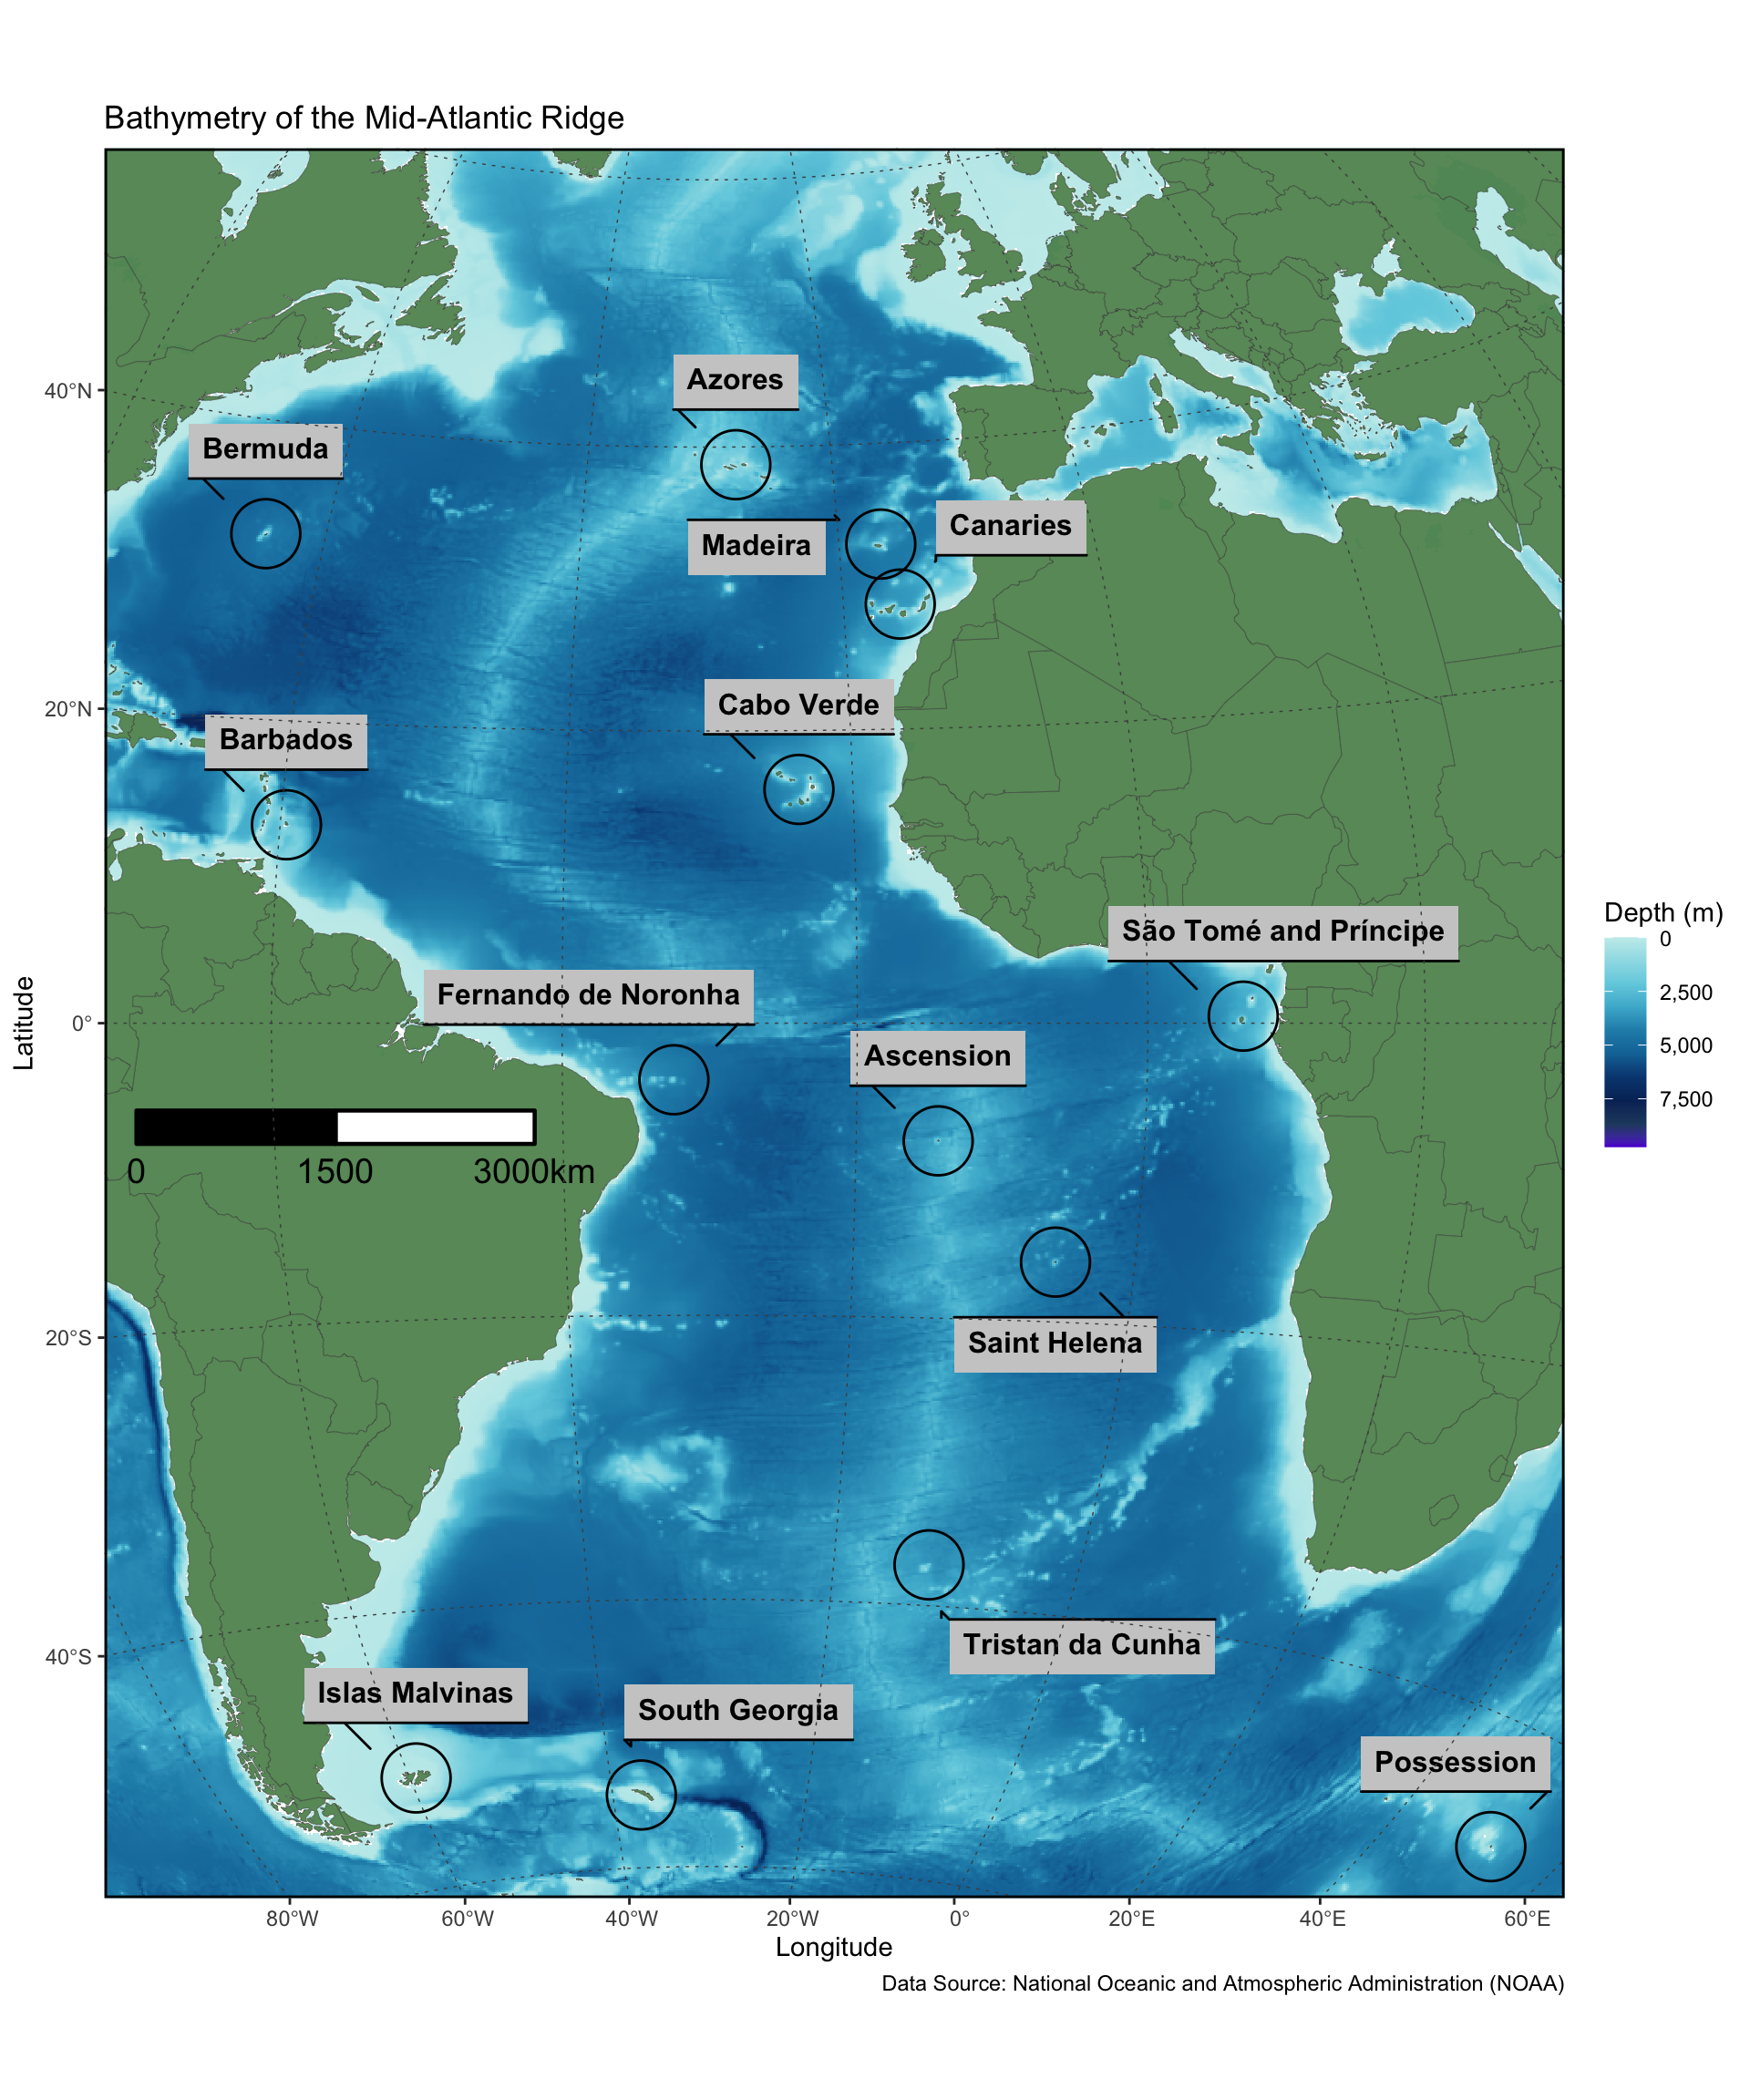 Bathymetry of the Mid-Atlantic Ridge
Azores
40°N
Bermuda
Canaries
Madeira
Cabo Verde
20°N
Barbados
Depth (m)
0
2,500
5,000
7,500
São Tomé and Príncipe
Fernando de Noronha
Latitude
0°
Ascension
0 1500 3000km
20°S
Saint Helena
Tristan da Cunha
40°S
Islas Malvinas
South Georgia
Possession
80°W 60°W 40°W 20°W 0° 20°E 40°E 60°E
Longitude
Data Source: National Oceanic and Atmospheric Administration (NOAA)